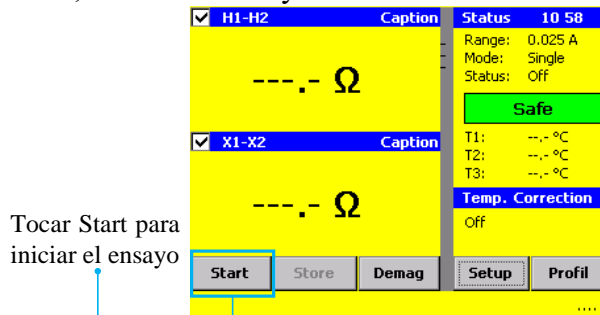 H1-H2 Caption
---.- Ω
X1-X2 Caption
---.- Ω
Status 10 58
Range: 0.025 A
Mode: Single
Status: Off
Safe
T1: --.- °C
T2: --.- °C
T3: --.- °C
Temp. Correction
Off
Tocar Start para
iniciar el ensayo
Start Store Demag Setup Profil
....